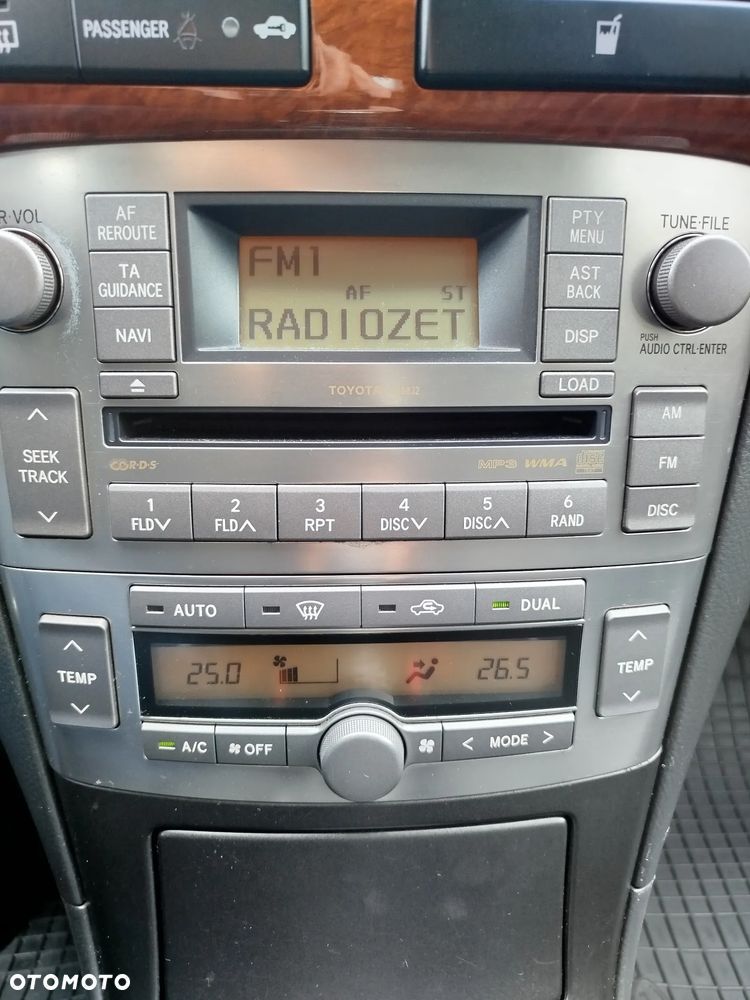 PASSENGER
R·VOL
AF
REROUTE
TA
GUIDANCE
NAVI
FM1
AF ST
RADIOZET
PTY
MENU
AST
BACK
DISP
TUNE·FILE
PUSH
AUDIO CTRL·ENTER
TOYOTA
LOAD
SEEK
TRACK
AM
FM
DISC
R·D·S
MP3 WMA
1
FLD
2
FLD
3
RPT
4
DISC
5
DISC
6
RAND
AUTO
DUAL
TEMP
25.0
26.5
TEMP
A/C
OFF
< MODE >
OTOMOTO